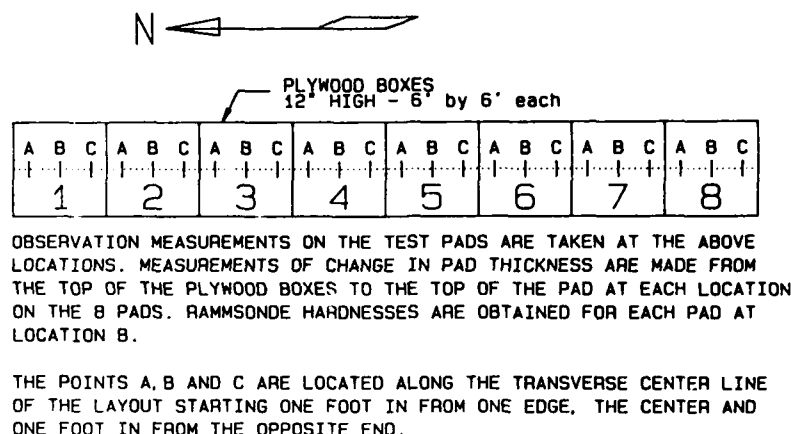 N
PLYWOOD BOXES
12" HIGH - 6' by 6' each
A B C A B C A B C A B C A B C A B C A B C A B C
1 2 3 4 5 6 7 8
OBSERVATION MEASUREMENTS ON THE TEST PADS ARE TAKEN AT THE ABOVE
LOCATIONS. MEASUREMENTS OF CHANGE IN PAD THICKNESS ARE MADE FROM
THE TOP OF THE PLYWOOD BOXES TO THE TOP OF THE PAD AT EACH LOCATION
ON THE 8 PADS. RAMMSONDE HARDNESSES ARE OBTAINED FOR EACH PAD AT
LOCATION B.
THE POINTS A, B AND C ARE LOCATED ALONG THE TRANSVERSE CENTER LINE
OF THE LAYOUT STARTING ONE FOOT IN FROM ONE EDGE, THE CENTER AND
ONE FOOT IN FROM THE OPPOSITE END.